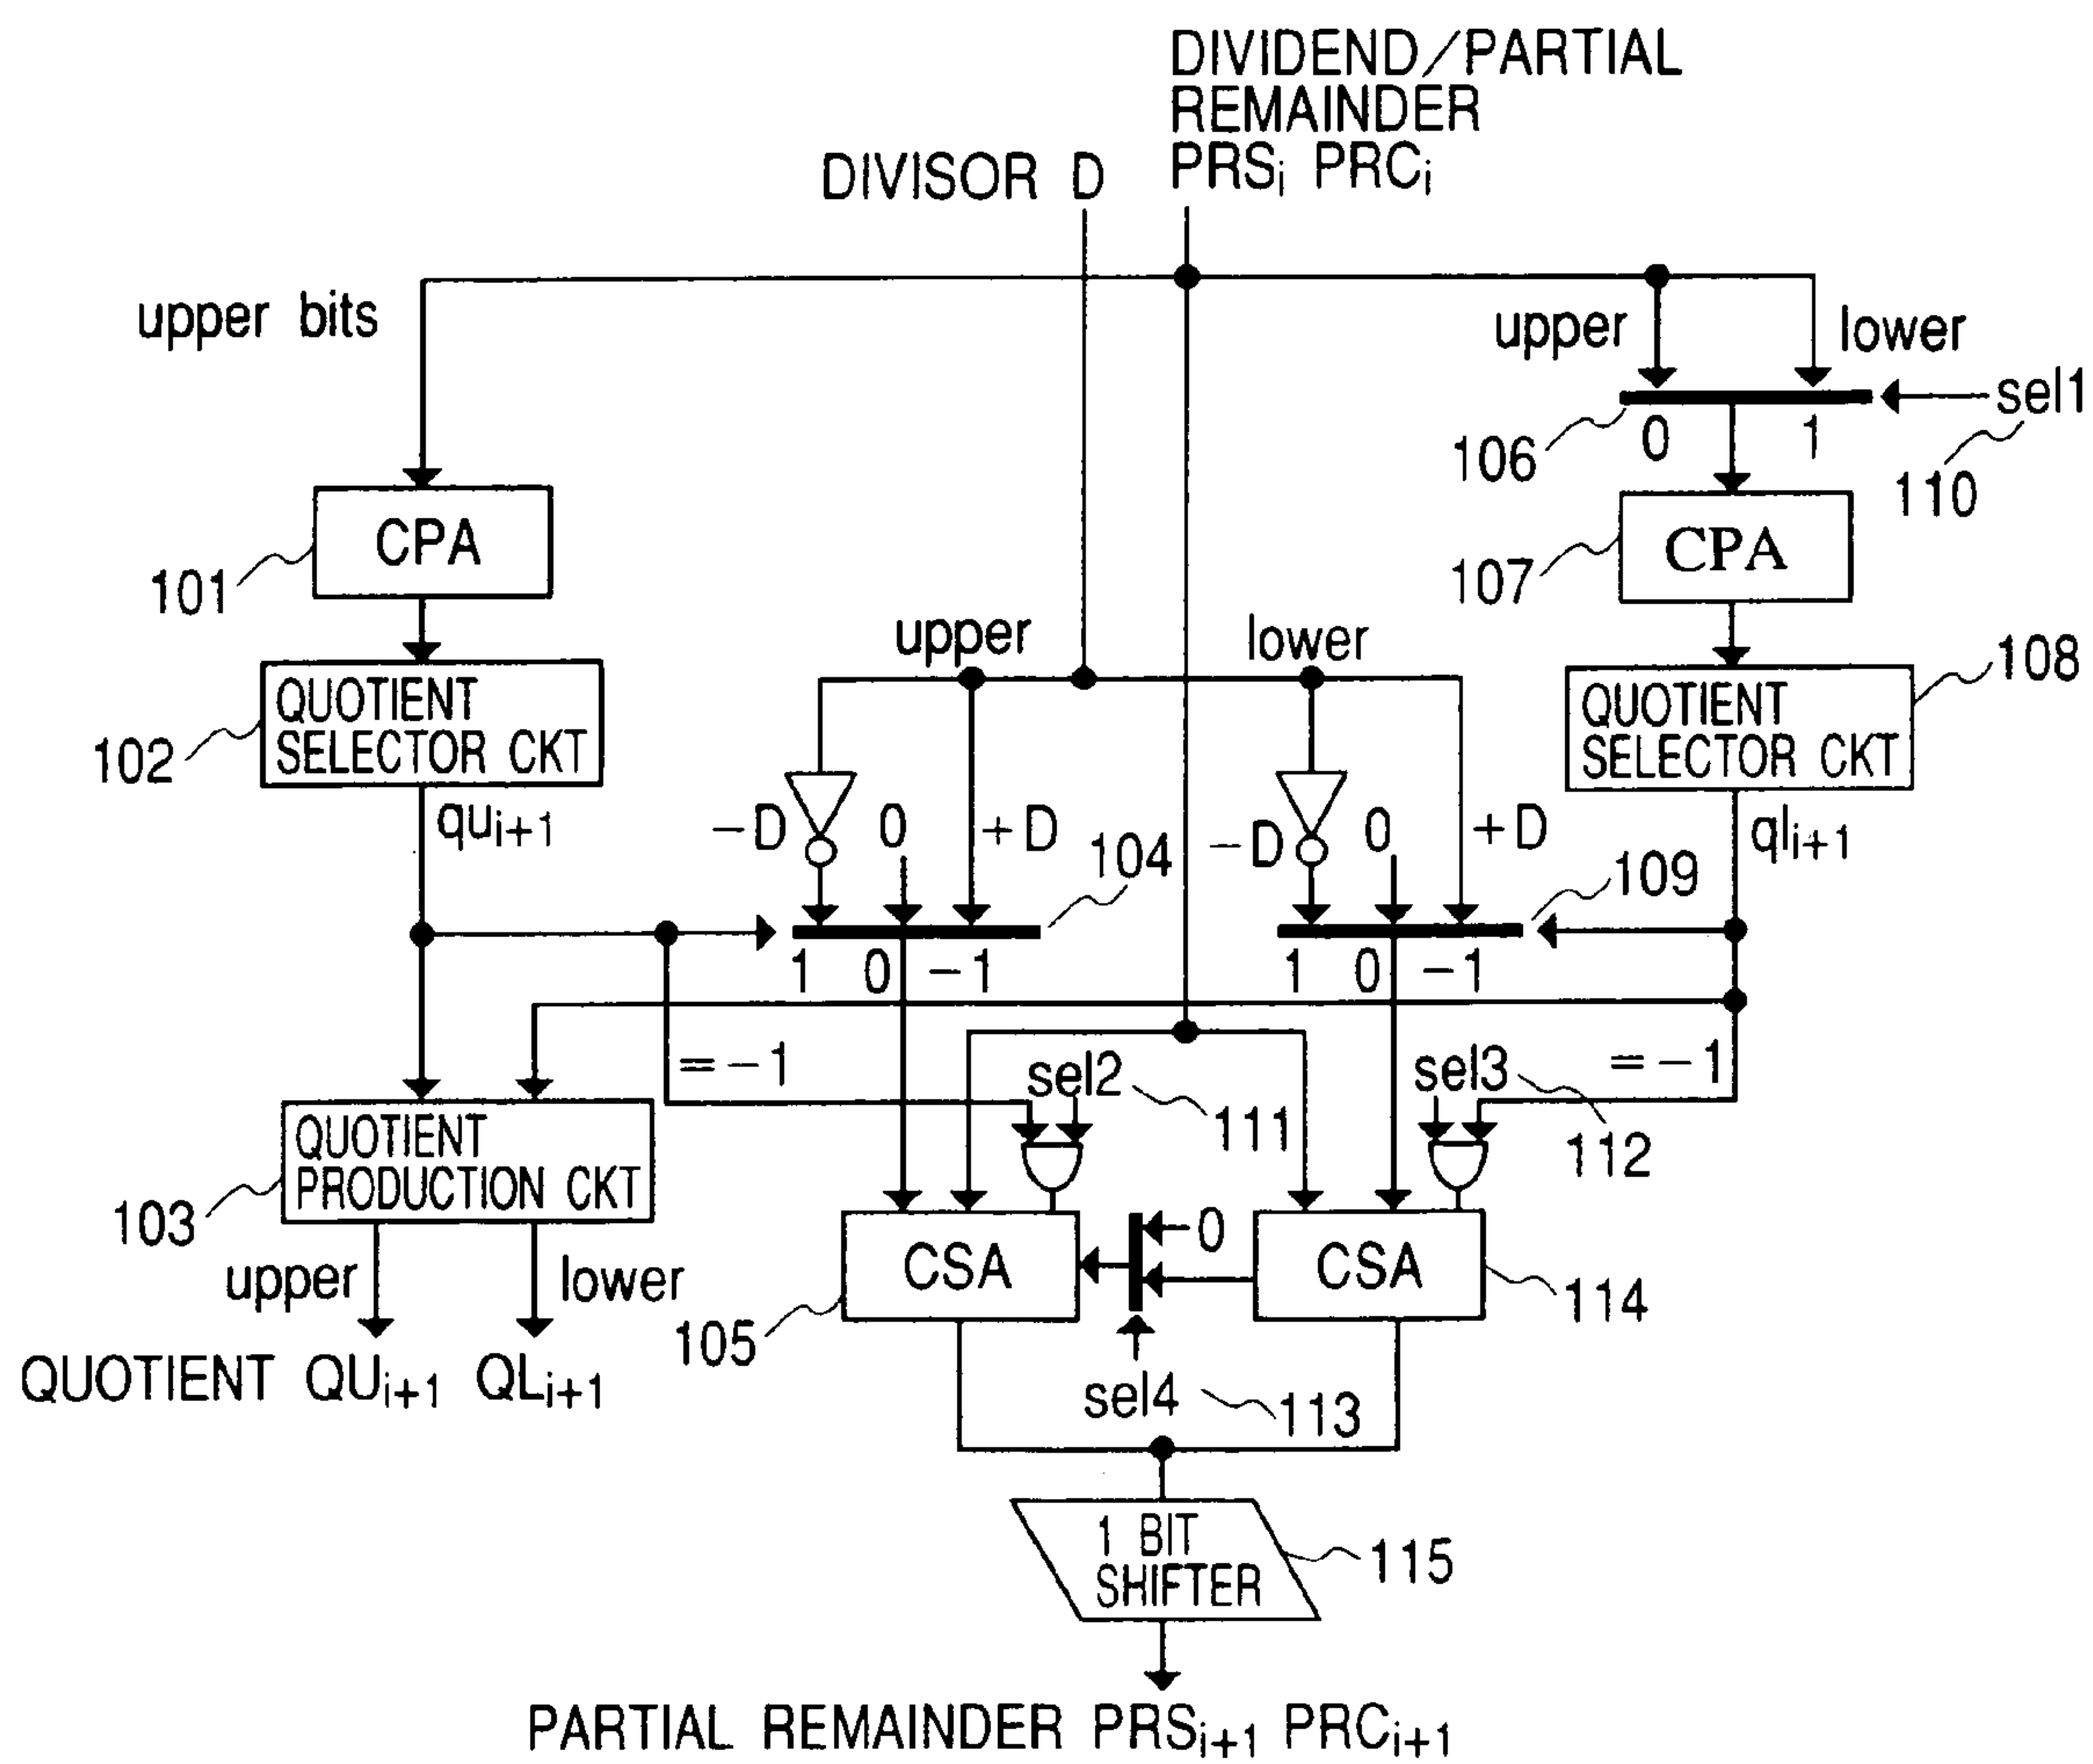 DIVIDEND/PARTIAL
REMAINDER
DIVISOR D
PRSi PRCi
upper bits
upper
lower
sel1
0
1
106
110
CPA
101
CPA
107
upper
lower
108
QUOTIENT
SELECTOR CKT
102
QUOTIENT
SELECTOR CKT
qui+1
-D
0
+D
104
-D
0
+D
qli+1
109
1
0
-1
1
0
-1
=-1
sel2
111
sel3
=-1
112
QUOTIENT
PRODUCTION CKT
103
CSA
105
0
CSA
114
upper
lower
QUOTIENT QUi+1 QLi+1
sel4
113
1 BIT
SHIFTER
115
PARTIAL REMAINDER PRSi+1 PRCi+1